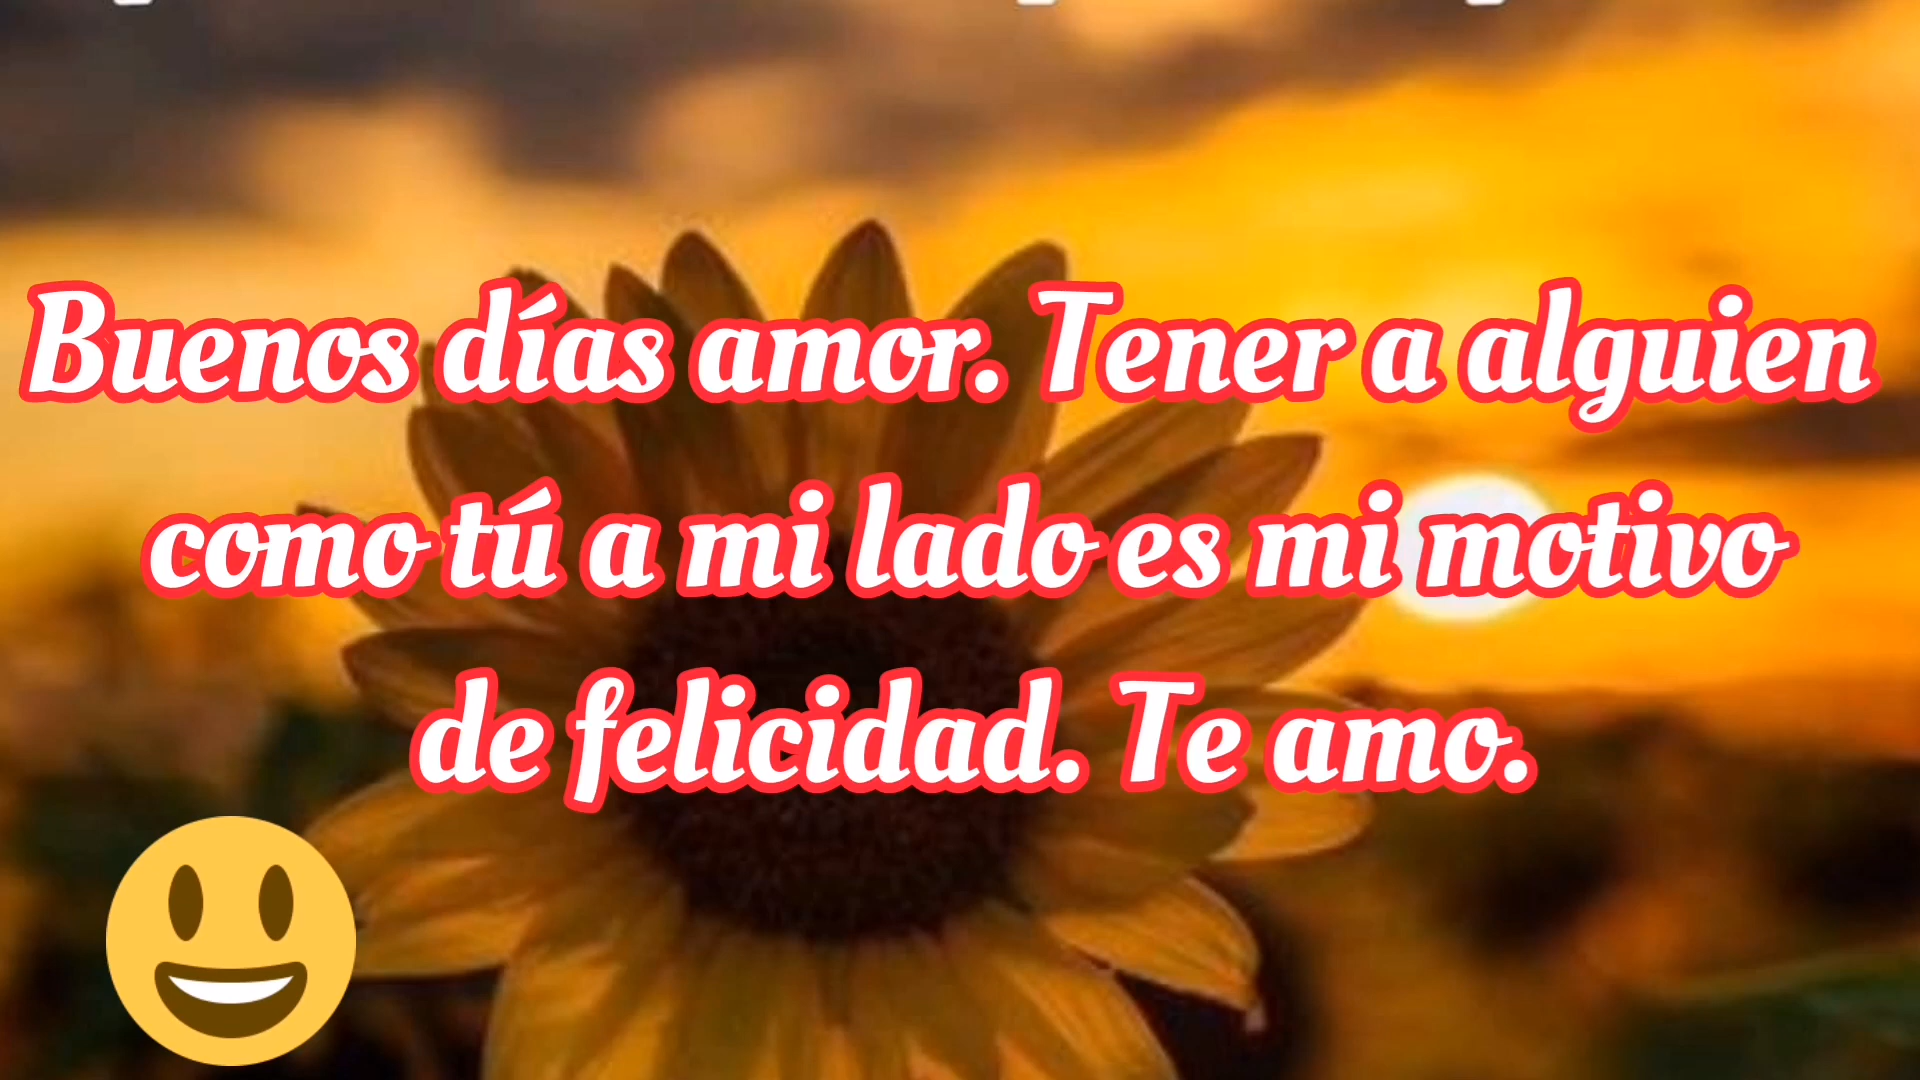 Buenos días amor. Tener a alguien
como tú a mi lado es mi motivo
de felicidad. Te amo.